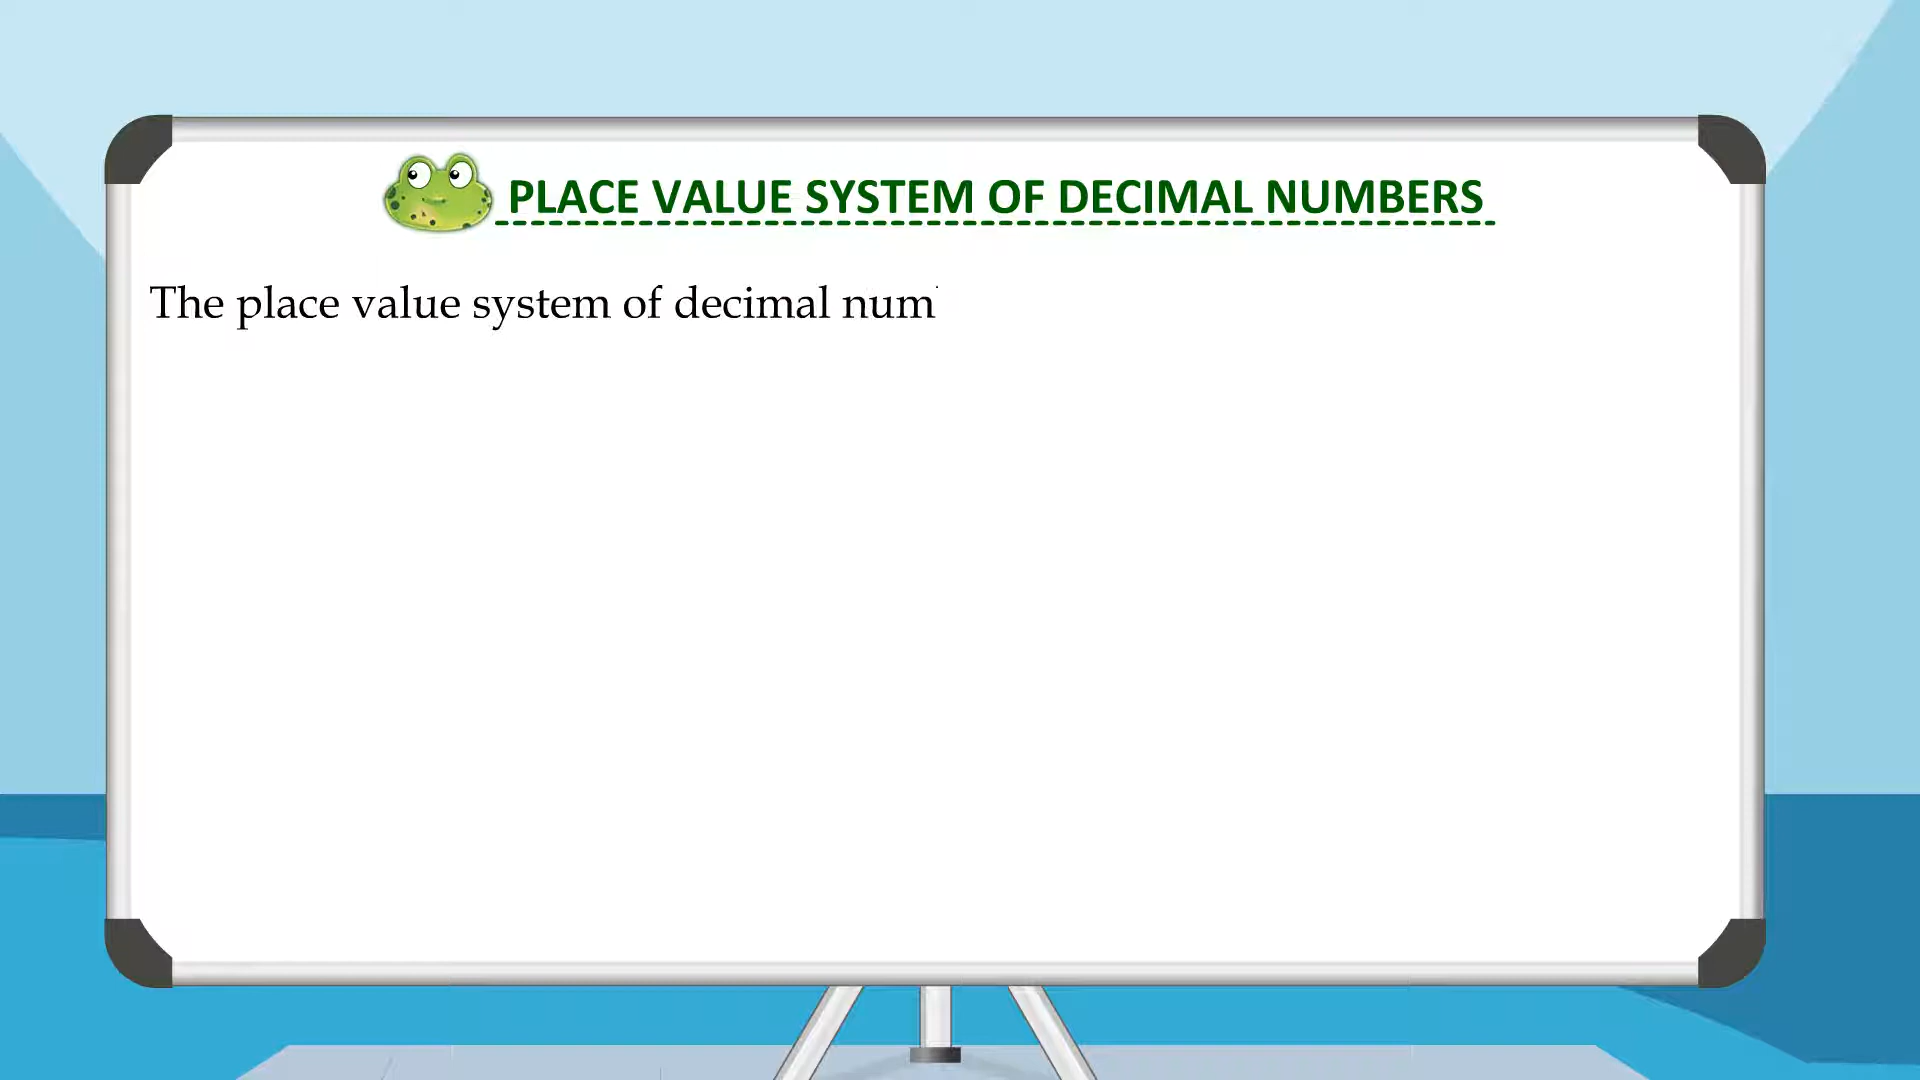 PLACE VALUE SYSTEM OF DECIMAL NUMBERS
The place value system of decimal num